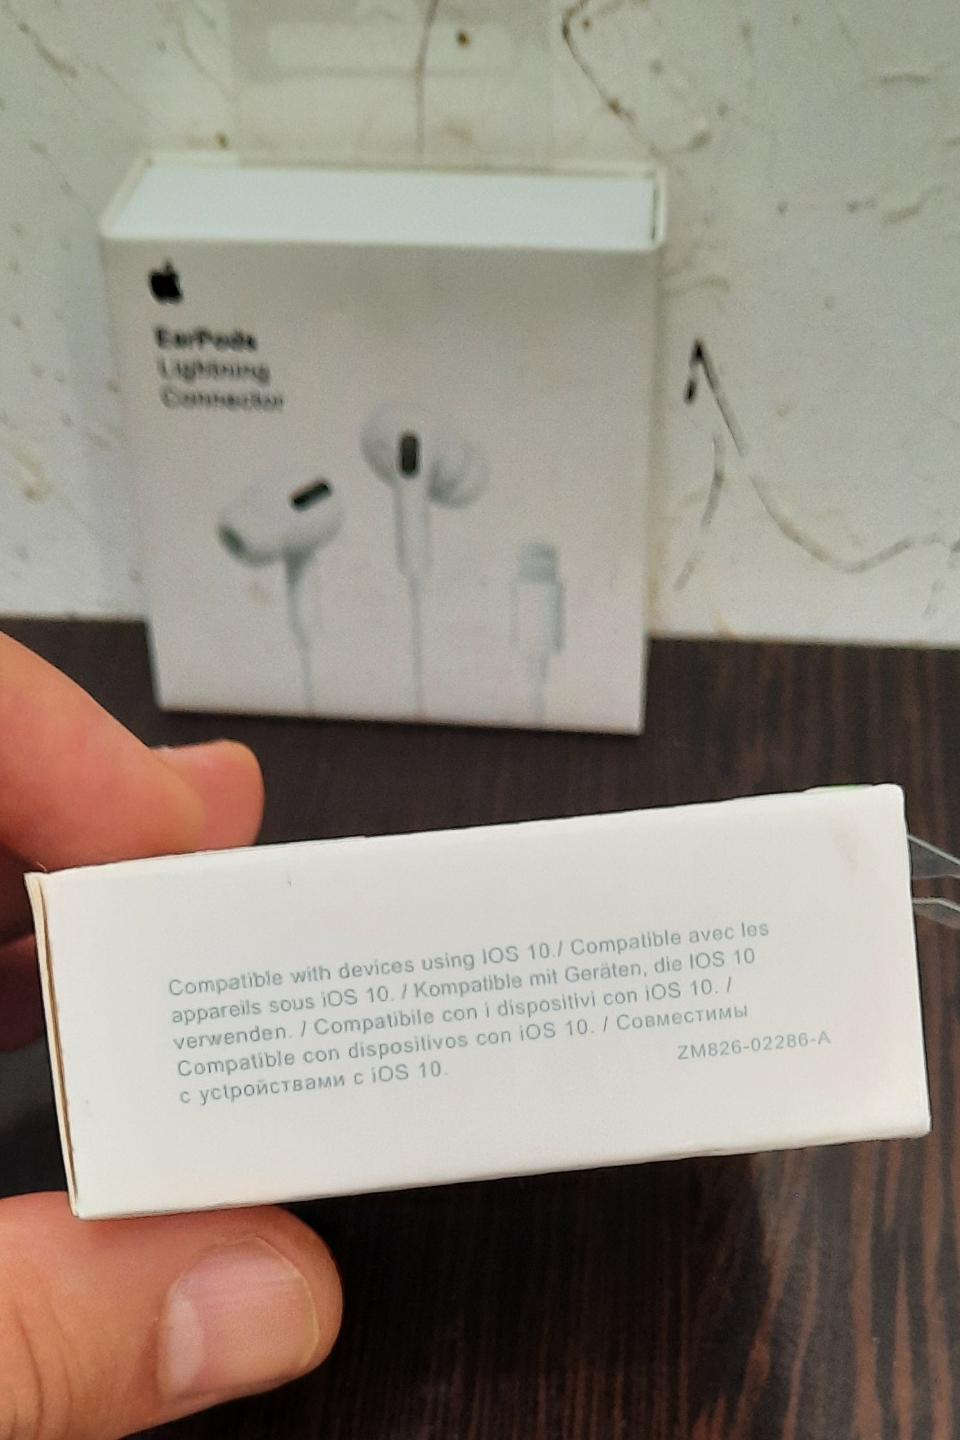 EarPods
Lightning
Connector
Compatible with devices using IOS 10./ Compatible avec les
appareils sous iOS 10. / Kompatible mit Geräten, die IOS 10
verwenden. / Compatibile con i dispositivi con iOS 10. /
Compatible con dispositivos con iOS 10. / Совместимы
с ycτpoйствами с iOS 10.
ZM826-02286-A